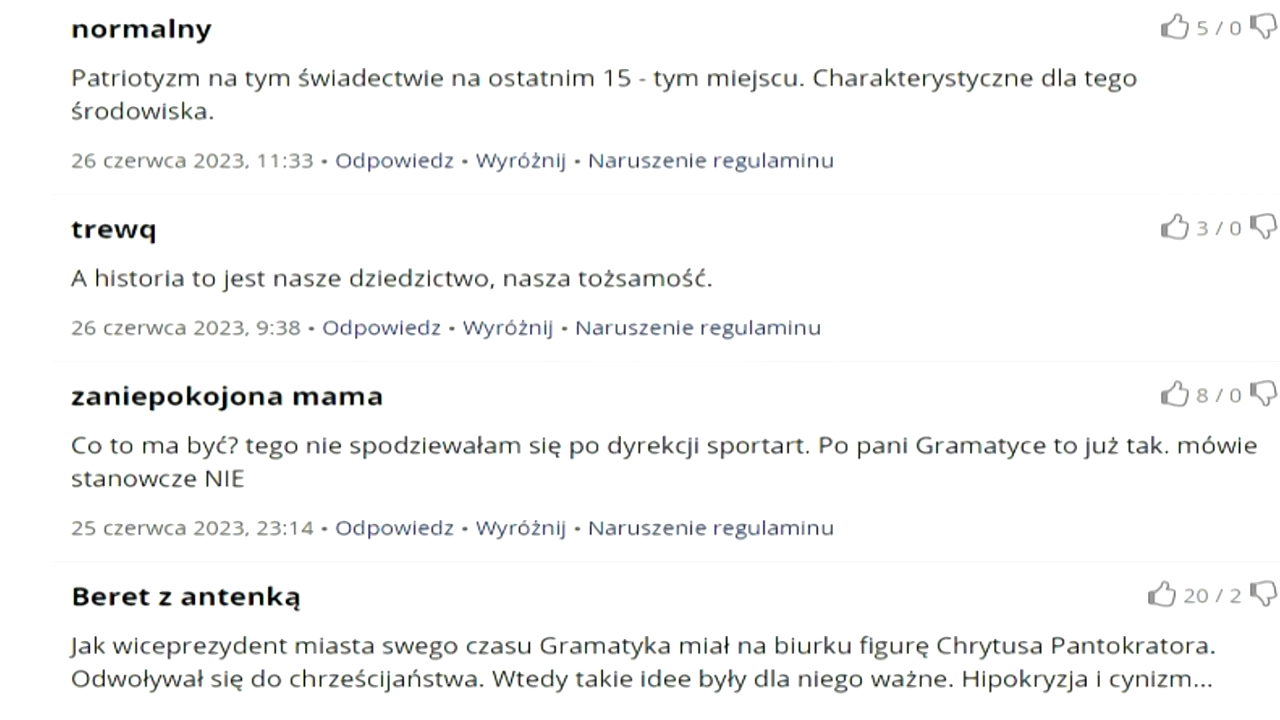 normalny
5 / 0
Patriotyzm na tym świadectwie na ostatnim 15 - tym miejscu. Charakterystyczne dla tego
środowiska.
26 czerwca 2023, 11:33 • Odpowiedz • Wyróżnij • Naruszenie regulaminu
trewq
3 / 0
A historia to jest nasze dziedzictwo, nasza tożsamość.
26 czerwca 2023, 9:38 • Odpowiedz • Wyróżnij • Naruszenie regulaminu
zaniepokojona mama
8 / 0
Co to ma być? tego nie spodziewałam się po dyrekcji sportart. Po pani Gramatyce to już tak. mówie
stanowcze NIE
25 czerwca 2023, 23:14 • Odpowiedz • Wyróżnij • Naruszenie regulaminu
Beret z antenką
20 / 2
Jak wiceprezydent miasta swego czasu Gramatyka miał na biurku figurę Chrytusa Pantokratora.
Odwoływał się do chrześcijaństwa. Wtedy takie idee były dla niego ważne. Hipokryzja i cynizm...